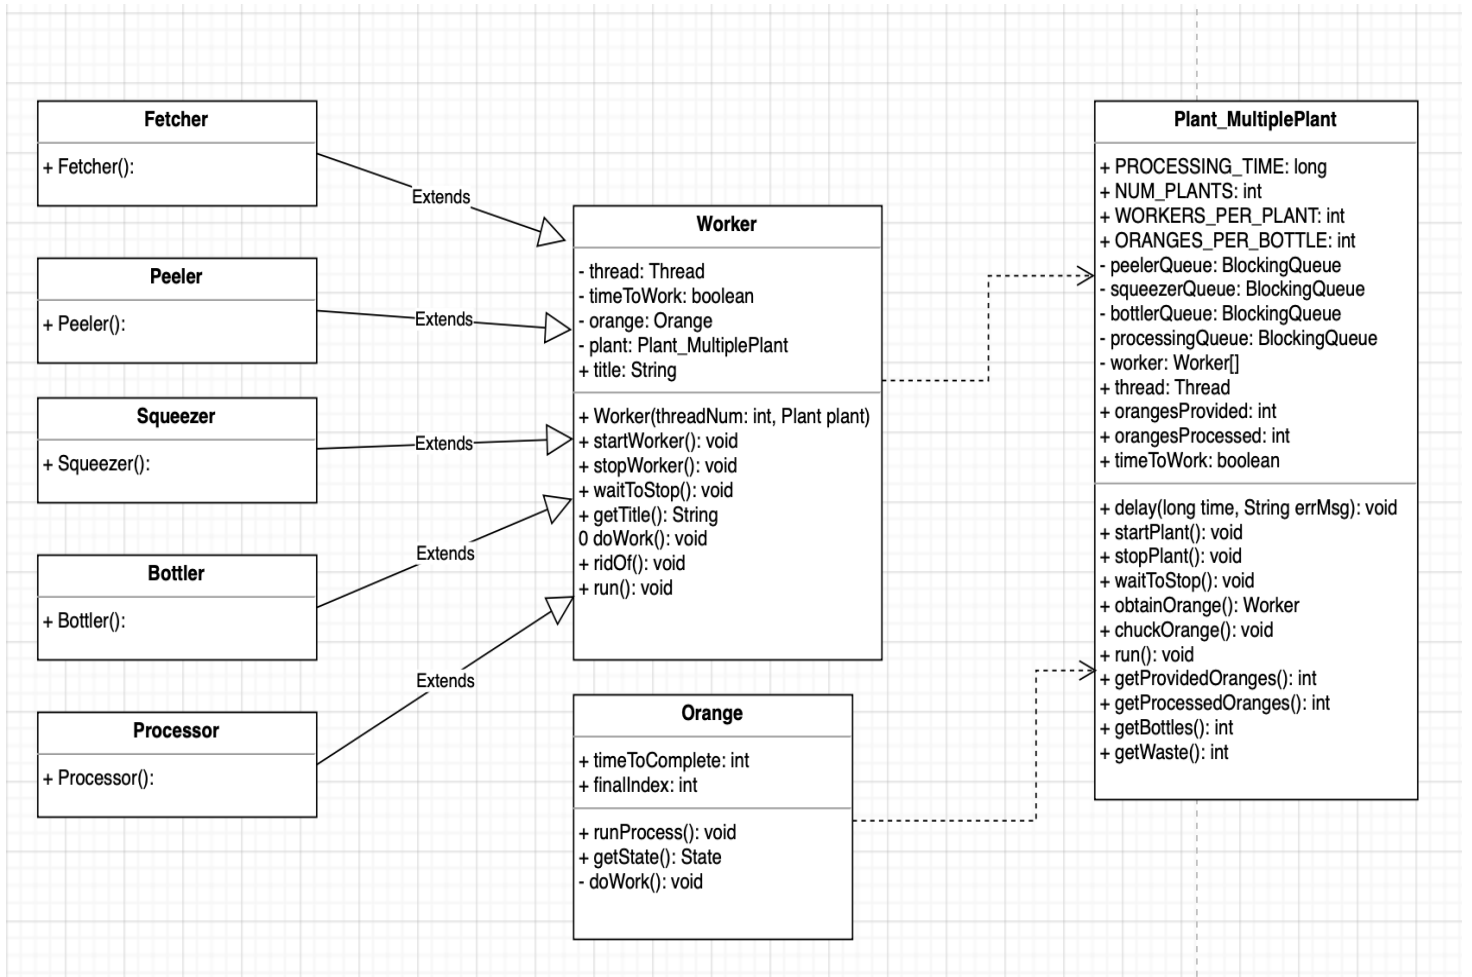 Fetcher
+ Fetcher():
Extends
Peeler
+ Peeler():
Extends
Squeezer
+ Squeezer():
Extends
Bottler
+ Bottler():
Extends
Processor
+ Processor():
Extends
Worker
- thread: Thread
- timeToWork: boolean
- orange: Orange
- plant: Plant_MultiplePlant
+ title: String
+ Worker(threadNum: int, Plant plant)
+ startWorker(): void
+ stopWorker(): void
+ waitToStop(): void
+ getTitle(): String
0 doWork(): void
+ ridOf(): void
+ run(): void
Orange
+ timeToComplete: int
+ finalIndex: int
+ runProcess(): void
+ getState(): State
- doWork(): void
Plant_MultiplePlant
+ PROCESSING_TIME: long
+ NUM_PLANTS: int
+ WORKERS_PER_PLANT: int
+ ORANGES_PER_BOTTLE: int
- peelerQueue: BlockingQueue
- squeezerQueue: BlockingQueue
- bottlerQueue: BlockingQueue
- processingQueue: BlockingQueue
- worker: Worker[]
+ thread: Thread
+ orangesProvided: int
+ orangesProcessed: int
+ timeToWork: boolean
+ delay(long time, String errMsg): void
+ startPlant(): void
+ stopPlant(): void
+ waitToStop(): void
+ obtainOrange(): Worker
+ chuckOrange(): void
+ run(): void
+ getProvidedOranges(): int
+ getProcessedOranges(): int
+ getBottles(): int
+ getWaste(): int